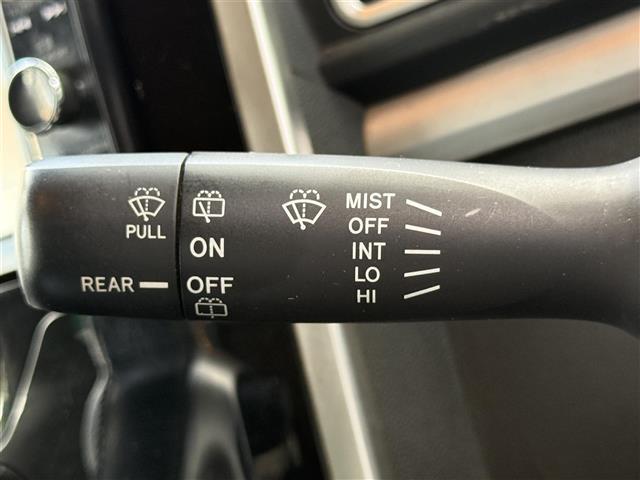 PULL
REAR
ON
OFF
MIST
OFF
INT
LO
HI